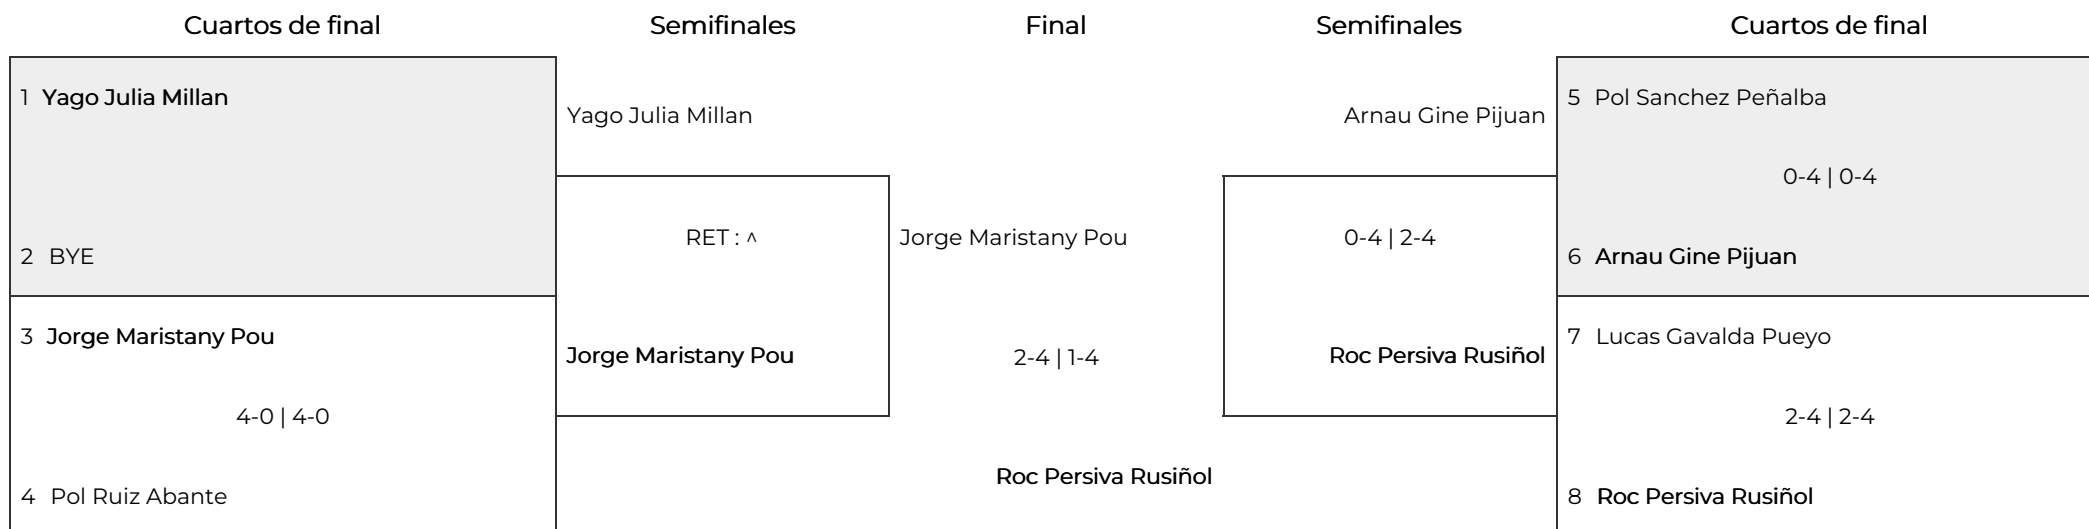 Cuartos de final
Semifinales
Final
Semifinales
Cuartos de final
1 Yago Julia Millan
2 BYE
3 Jorge Maristany Pou
4-0 | 4-0
4 Pol Ruiz Abante
Yago Julia Millan
RET : ^
Jorge Maristany Pou
Jorge Maristany Pou
2-4 | 1-4
Roc Persiva Rusiñol
Arnau Gine Pijuan
0-4 | 2-4
Roc Persiva Rusiñol
5 Pol Sanchez Peñalba
0-4 | 0-4
6 Arnau Gine Pijuan
7 Lucas Gavalda Pueyo
2-4 | 2-4
8 Roc Persiva Rusiñol